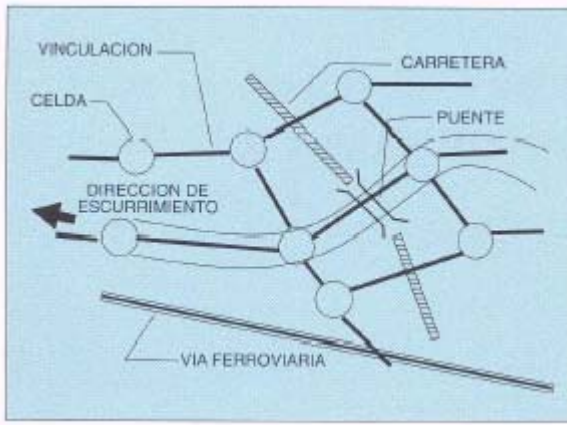 VINCULACION
CARRETERA
CELDA
PUENTE
DIRECCION DE
ESCURRIMIENTO
VIA FERROVIARIA